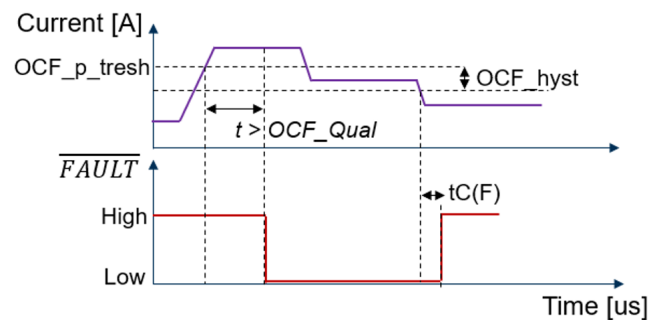 Current [A]
OCF_p_tresh
OCF_hyst
t > OCF_Qual
FAULT
tC(F)
High
Low
Time [us]